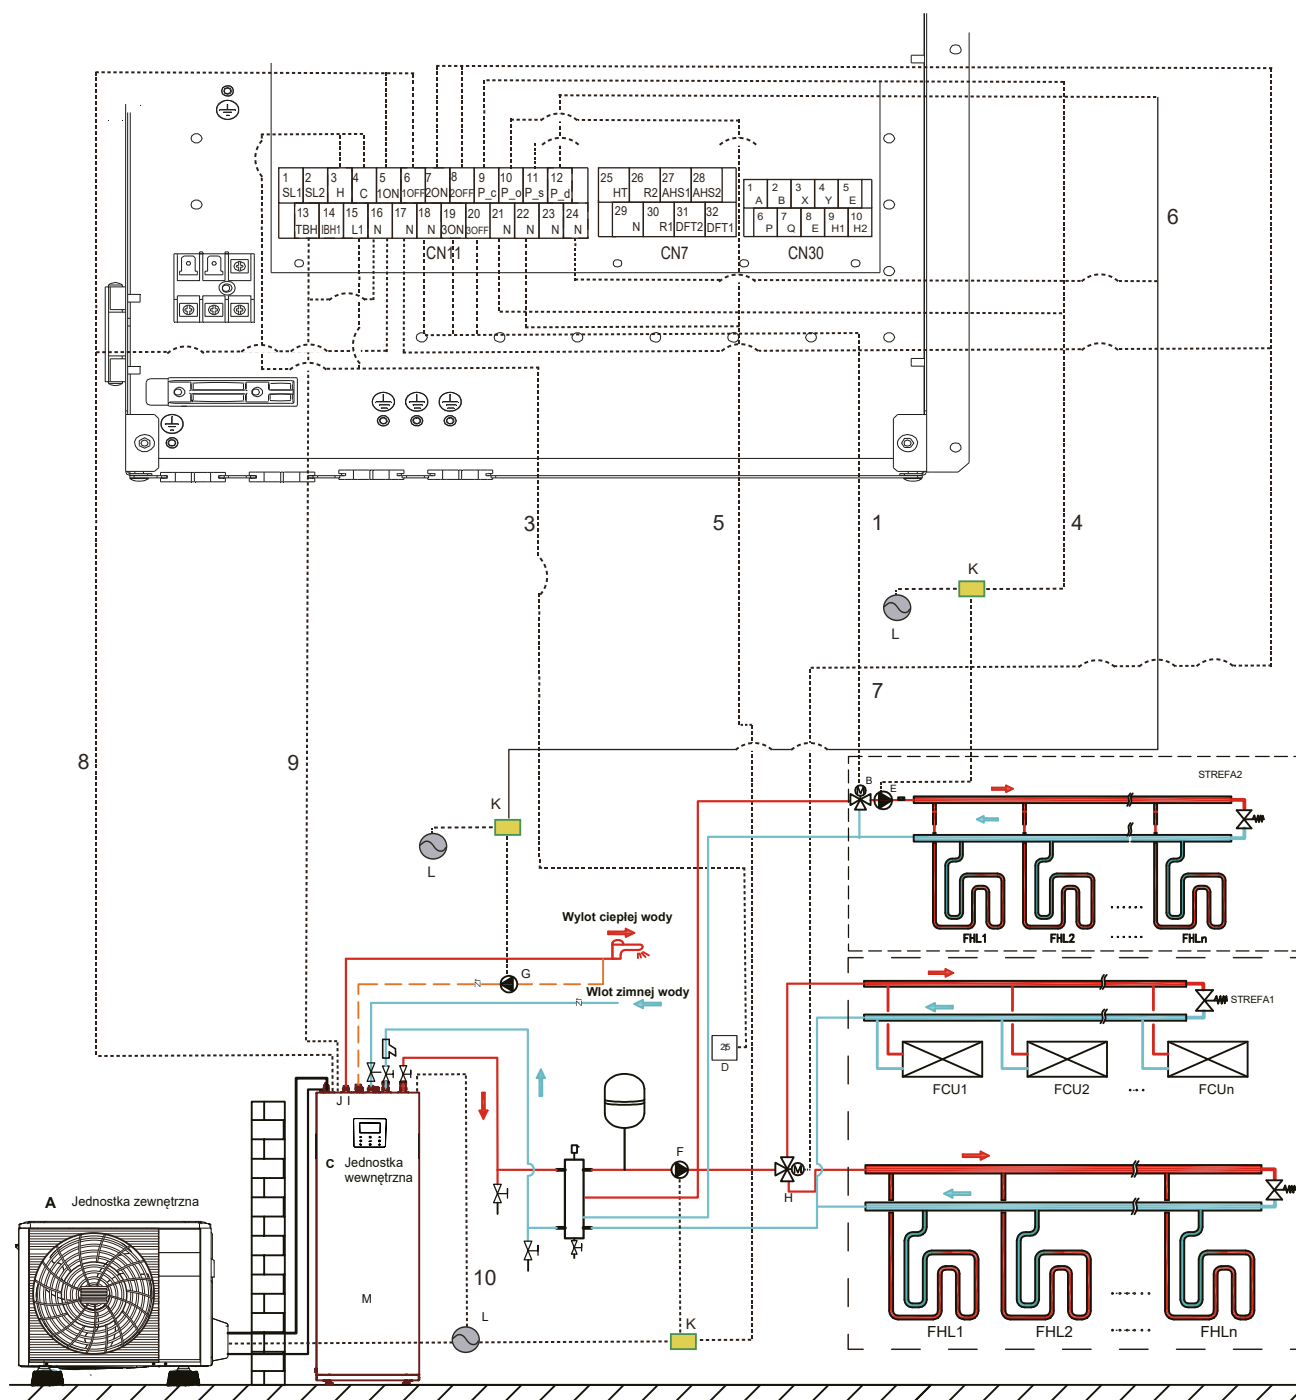 1 2 3 4 5 6 7 8 9 10 11 12
SL1 SL2 H C 1ON 1OFF 2ON 2OFF P_c P_o P_s P_d
13 14 15 16 17 18 19 20 21 22 23 24
TBH IBH1 L1 N N N 3ON 3OFF N N N N
CN11
25 26 27 28
HT R2 AHS1 AHS2
29 30 31 32
N R1 DFT2 DFT1
CN7
1 2 3 4 5
A B X Y E
6 7 8 9 10
P Q E H1 H2
CN30
6
3 5 1 4
K
L
7
8 9
B
E
STREFA2
K
L
FHL1 FHL2 FHLn
Wylot ciepłej wody
G
Wlot zimnej wody
STREFA1
25
D
FCU1 FCU2 FCUn
J I
C Jednostka
wewnętrzna
F
M
M
H
A Jednostka zewnętrzna
10
M
L
K
FHL1 FHL2 FHLn